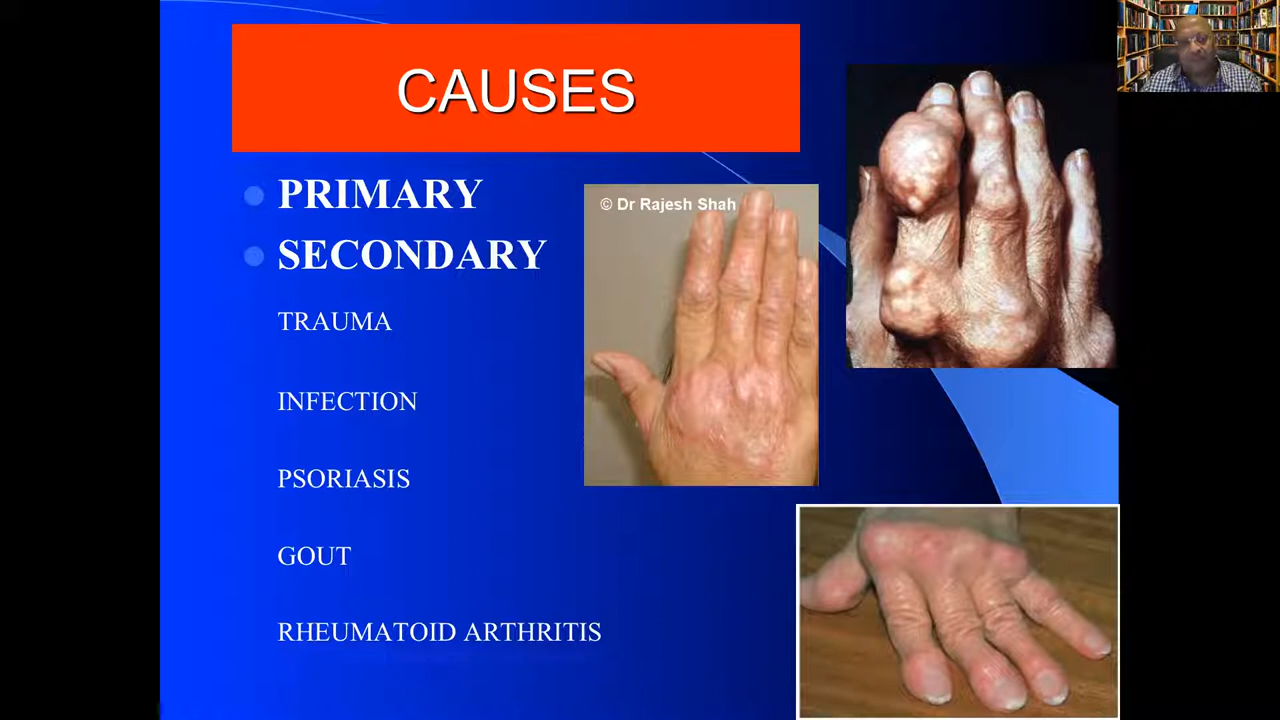 CAUSES
PRIMARY
SECONDARY
TRAUMA
INFECTION
PSORIASIS
GOUT
RHEUMATOID ARTHRITIS
© Dr Rajesh Shah